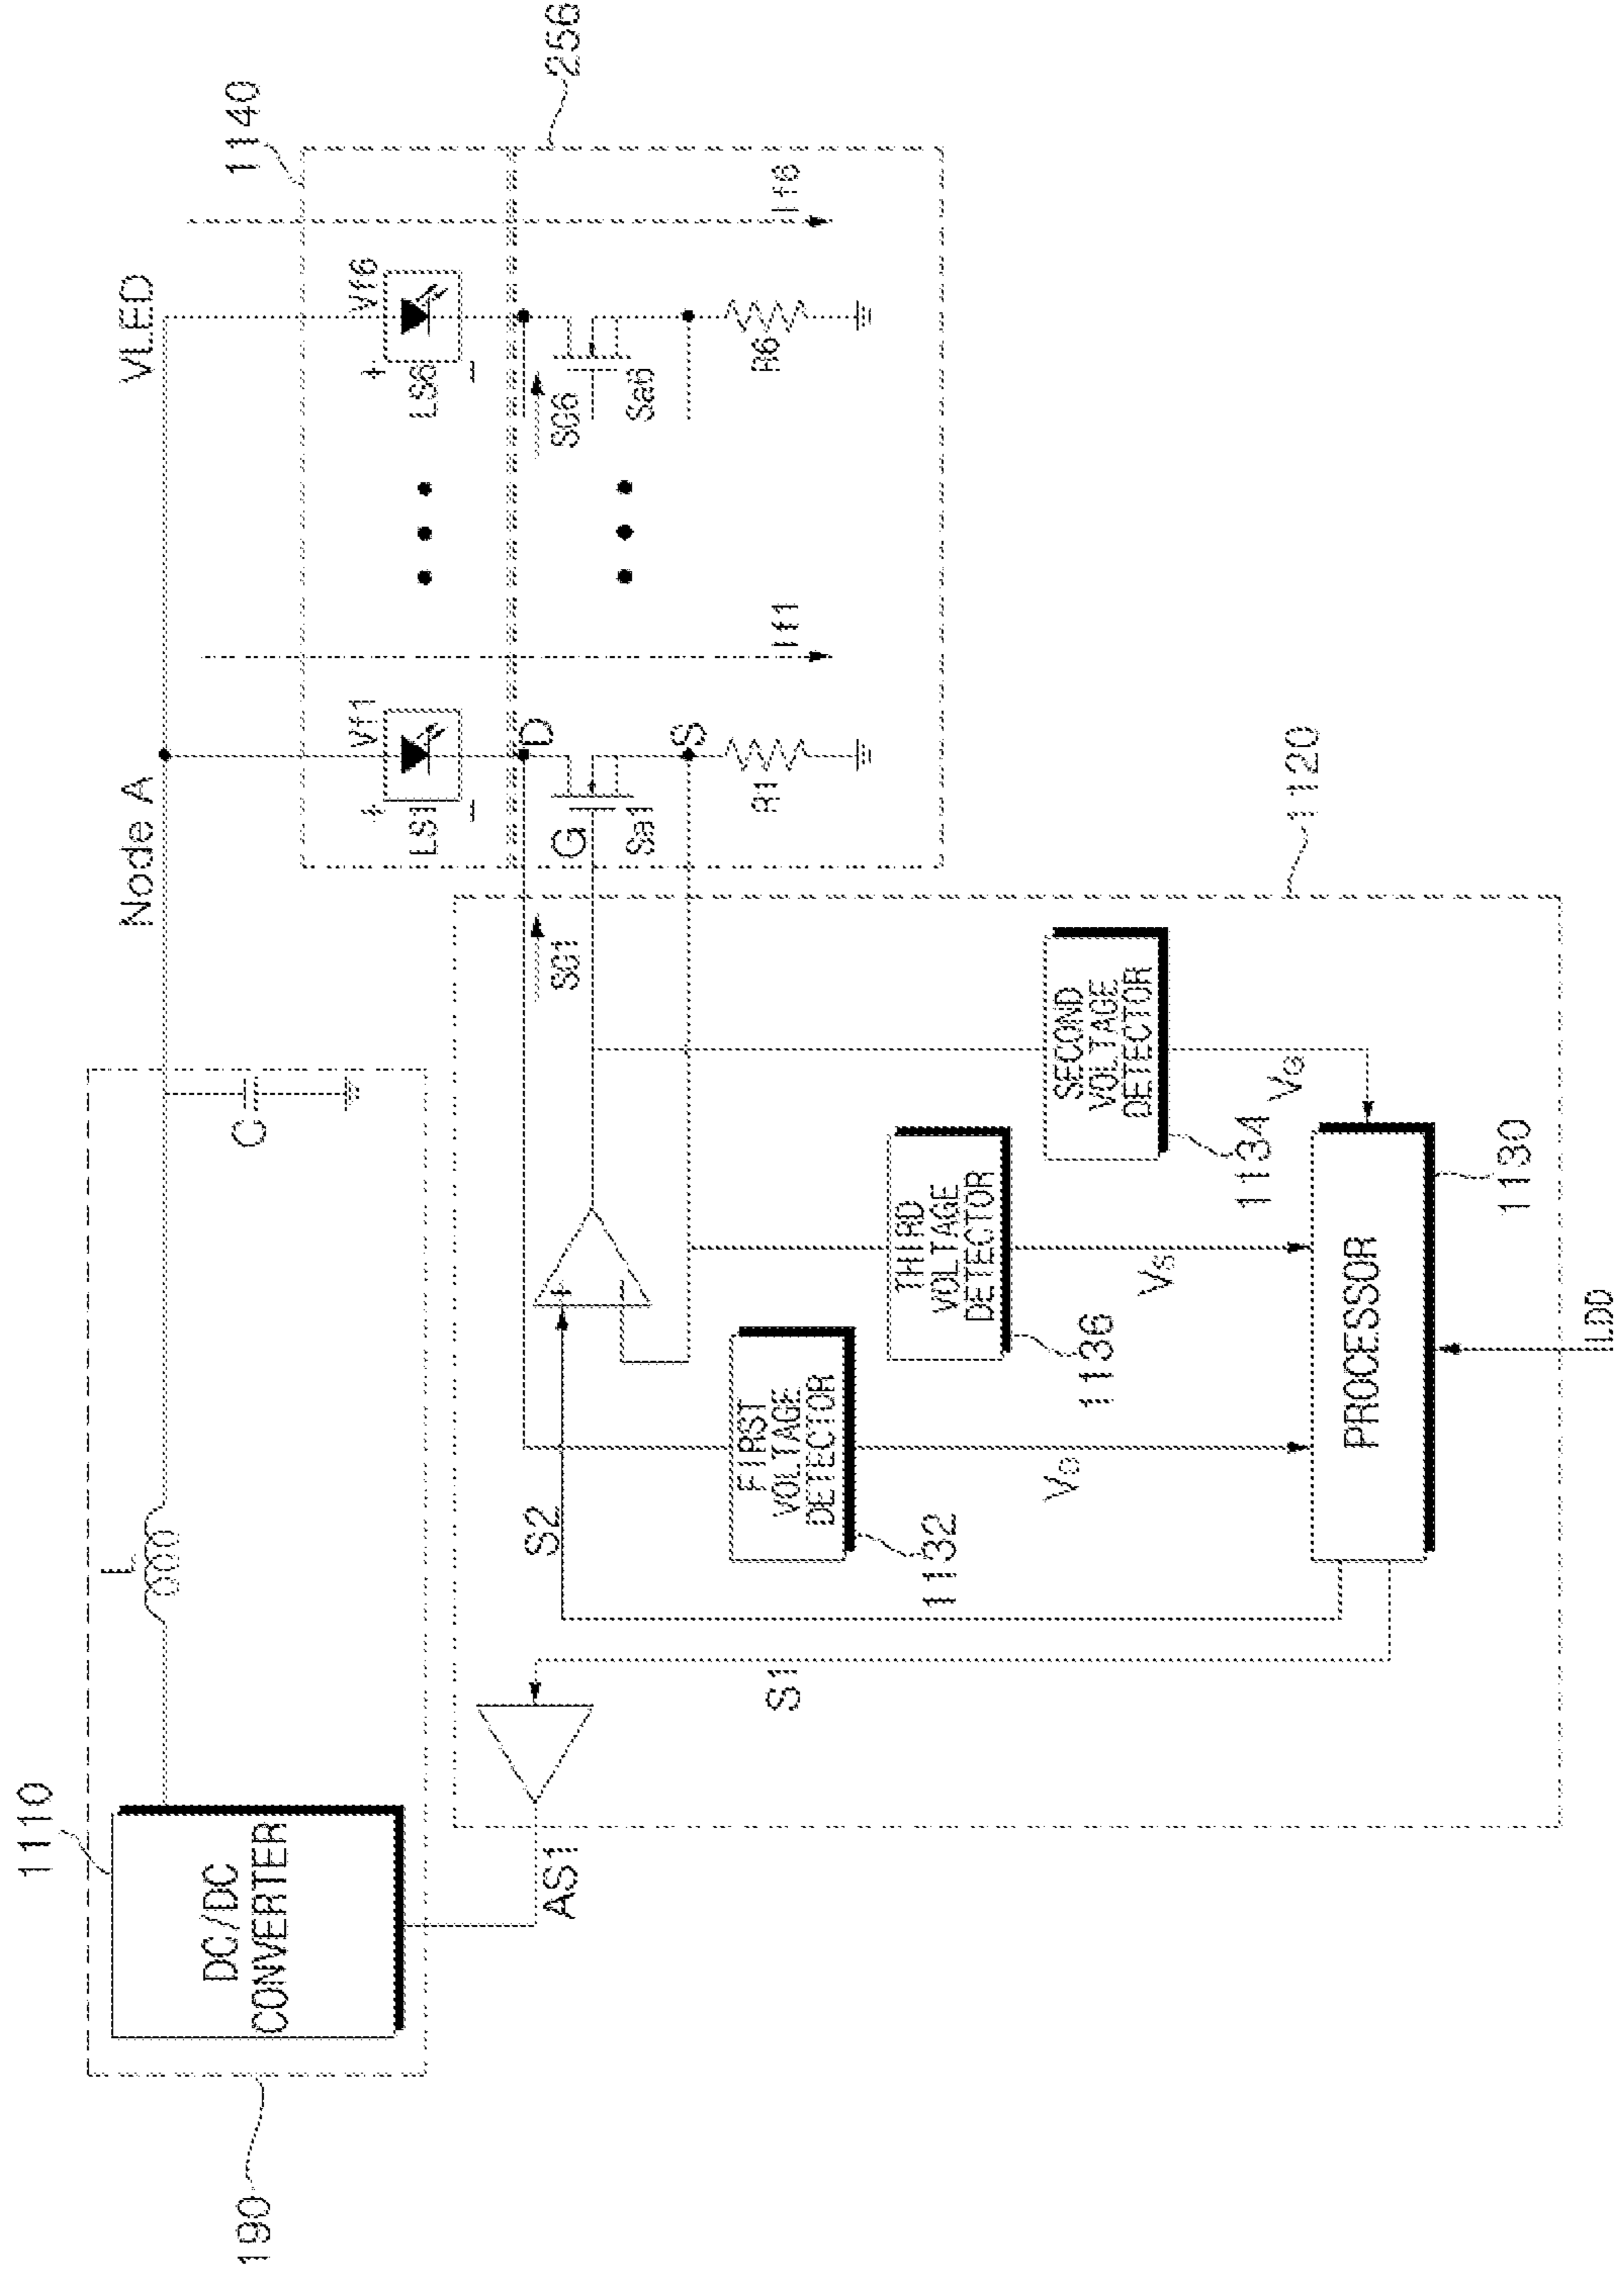 190
1110
DC/DC
CONVERTER
L
C
Node A
VLED
1140
256
Vf1
+
LS1
-
If1
Vf6
+
LS6
-
If6
D
G
Sa1
S
R1
SG6
Sa6
R6
AS1
S1
S2
SG1
FIRST
VOLTAGE
DETECTOR
1132
THIRD
VOLTAGE
DETECTOR
1136
SECOND
VOLTAGE
DETECTOR
1134
VD
VS
VG
PROCESSOR
1130
1120
LDD